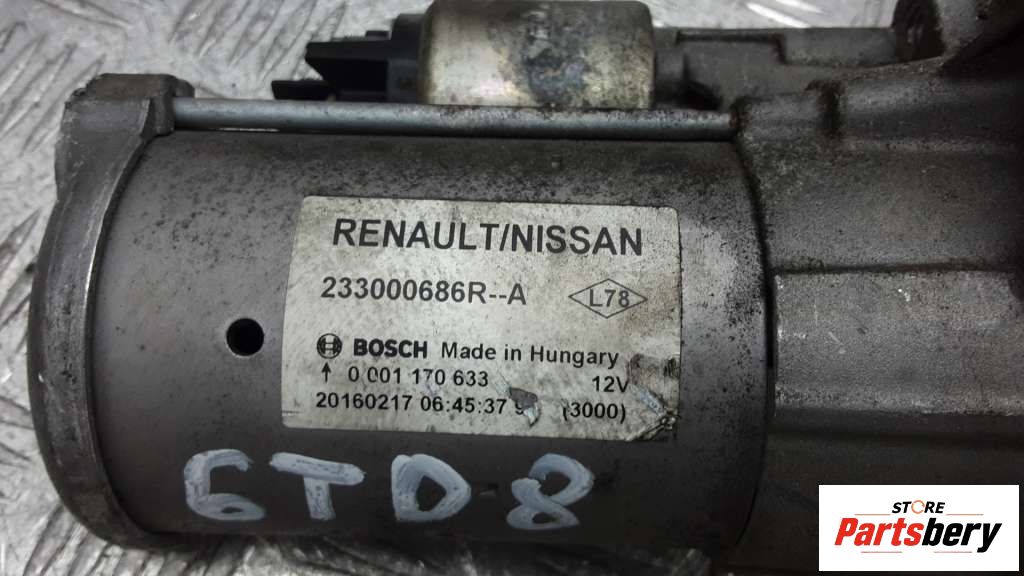 RENAULT/NISSAN
233000686R--A L78
BOSCH Made in Hungary
↑ 0 001 170 633 12V
20160217 06:45:37 (3000)
6TD8
STORE
Partsbery